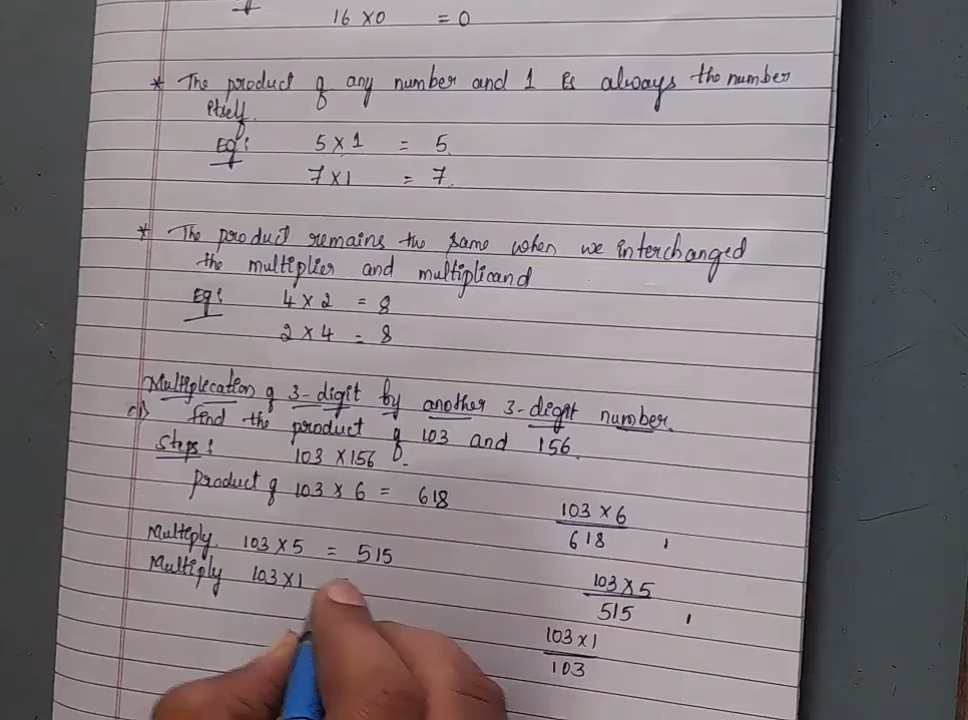 16 x 0 = 0
* The product of any number and 1 is always the number
itself.
Eg: 5 x 1 = 5
7 x 1 = 7.
* The product remains the same when we interchanged
the multiplier and multiplicand
Eg: 4 x 2 = 8
2 x 4 = 8
Multiplecation of 3-digit by another 3-digit number.
a) find the product of 103 and 156.
Steps: 103 x 156.
product of 103 x 6 = 618
103 x 6
618 ,
Multiply 103 x 5 = 515
Multiply 103 x 1
103 x 5
515 ,
103 x 1
103